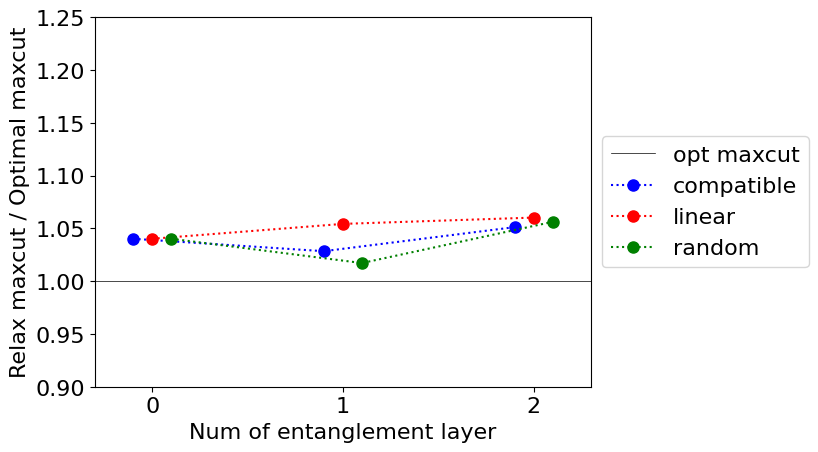 Relax maxcut / Optimal maxcut
1.25
1.20
1.15
1.10
1.05
1.00
0.95
0.90
0 1 2
Num of entanglement layer
opt maxcut
compatible
linear
random